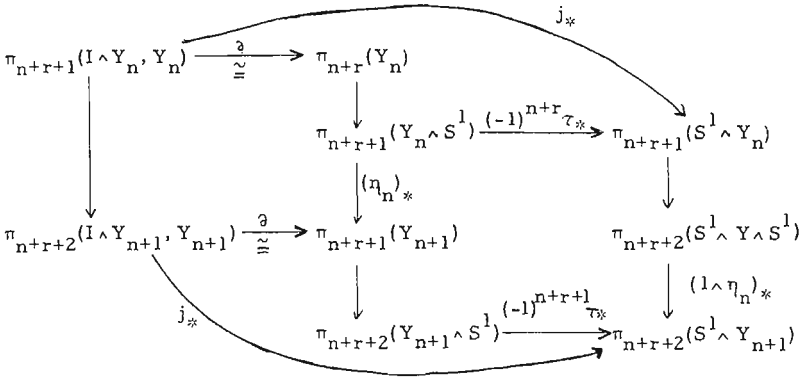 j_*
π_{n+r+1}(I ∧ Y_n, Y_n) ∂ ≅ π_{n+r}(Y_n)
π_{n+r+1}(Y_n ∧ S^1) (-1)^{n+r} τ_* π_{n+r+1}(S^1 ∧ Y_n)
(η_n)_*
π_{n+r+2}(I ∧ Y_{n+1}, Y_{n+1}) ∂ ≅ π_{n+r+1}(Y_{n+1}) π_{n+r+2}(S^1 ∧ Y ∧ S^1)
(1 ∧ η_n)_*
j_* π_{n+r+2}(Y_{n+1} ∧ S^1) (-1)^{n+r+1} τ_* π_{n+r+2}(S^1 ∧ Y_{n+1})